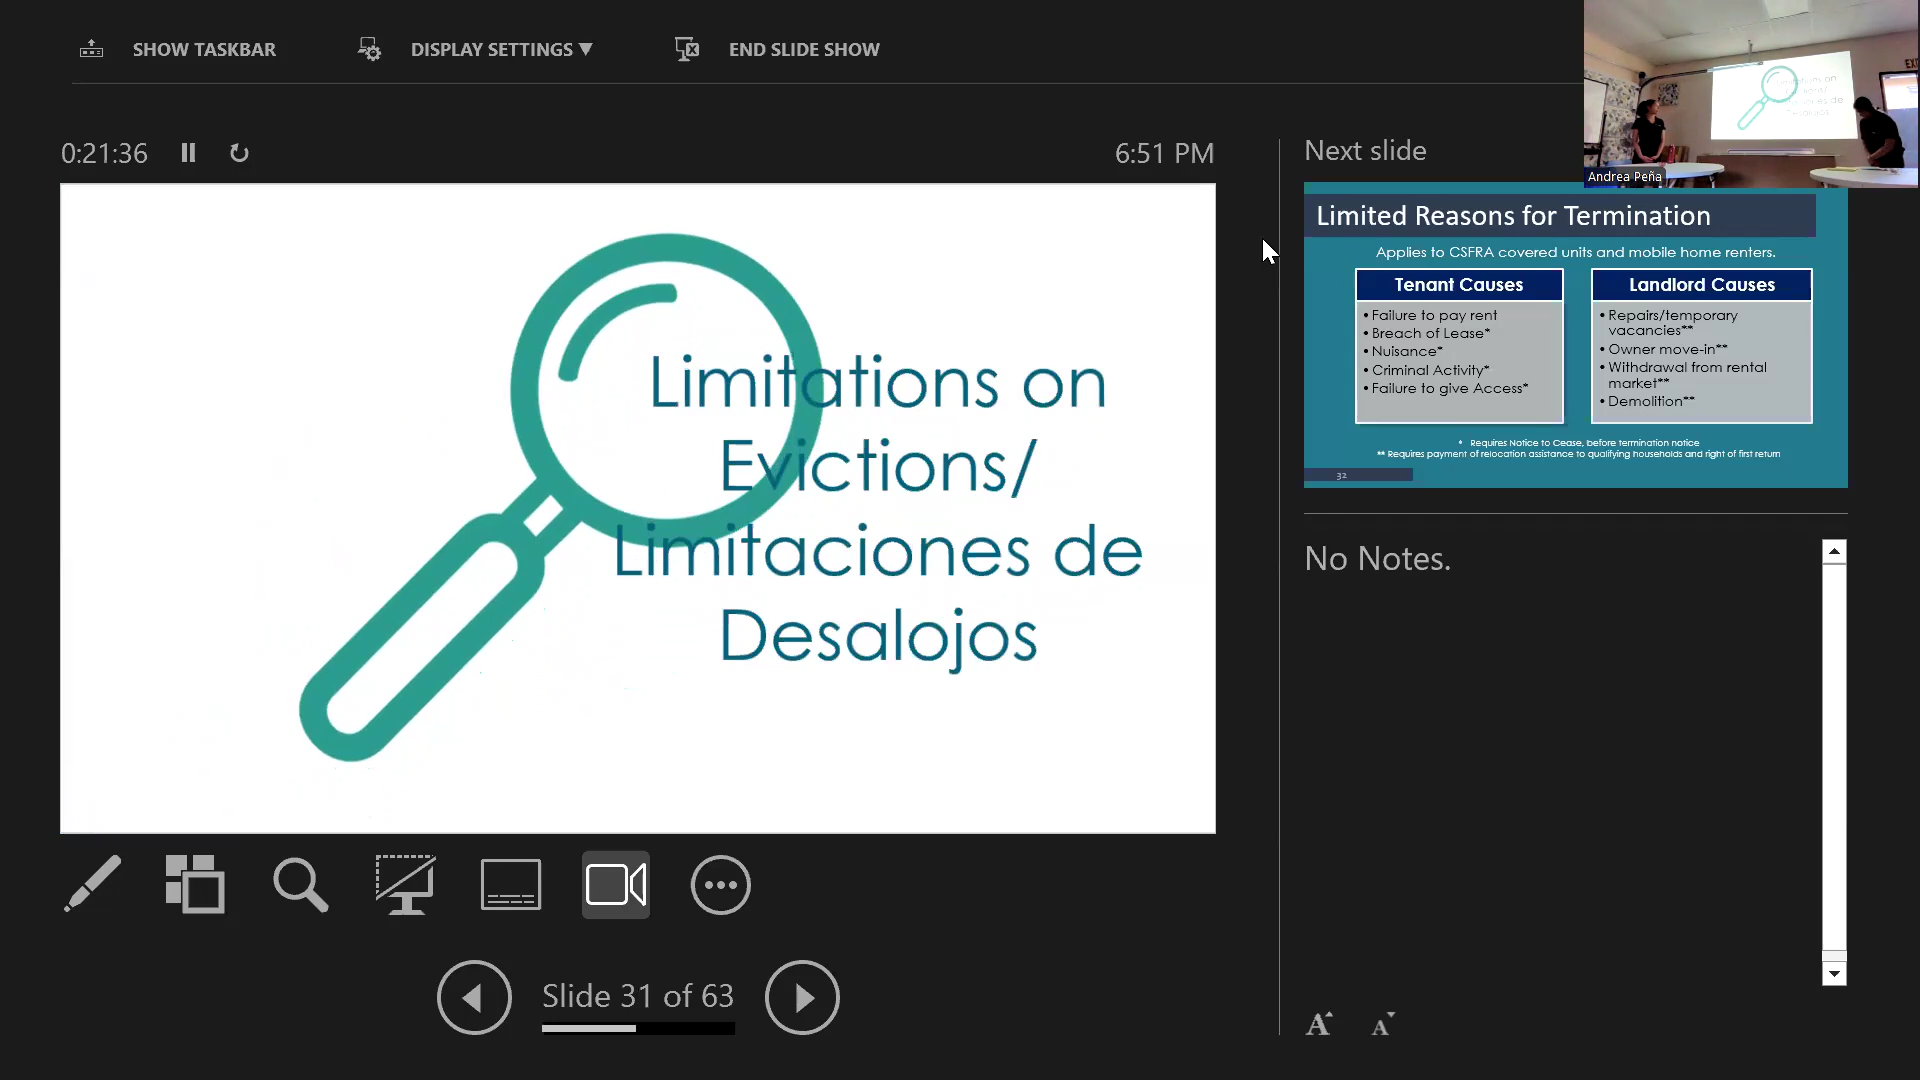 SHOW TASKBAR
DISPLAY SETTINGS ▼
END SLIDE SHOW
0:21:36
6:51 PM
Limitations on
Evictions/
Limitaciones de
Desalojos
Slide 31 of 63
Next slide
Andrea Peña
Limited Reasons for Termination
Applies to CSFRA covered units and mobile home renters.
Tenant Causes
• Failure to pay rent
• Breach of Lease*
• Nuisance*
• Criminal Activity*
• Failure to give Access*
Landlord Causes
• Repairs/temporary
vacancies**
• Owner move-in**
• Withdrawal from rental
market**
• Demolition**
* Requires Notice to Cease, before termination notice
** Requires payment of relocation assistance to qualifying households and right of first return
32
No Notes.
A
A